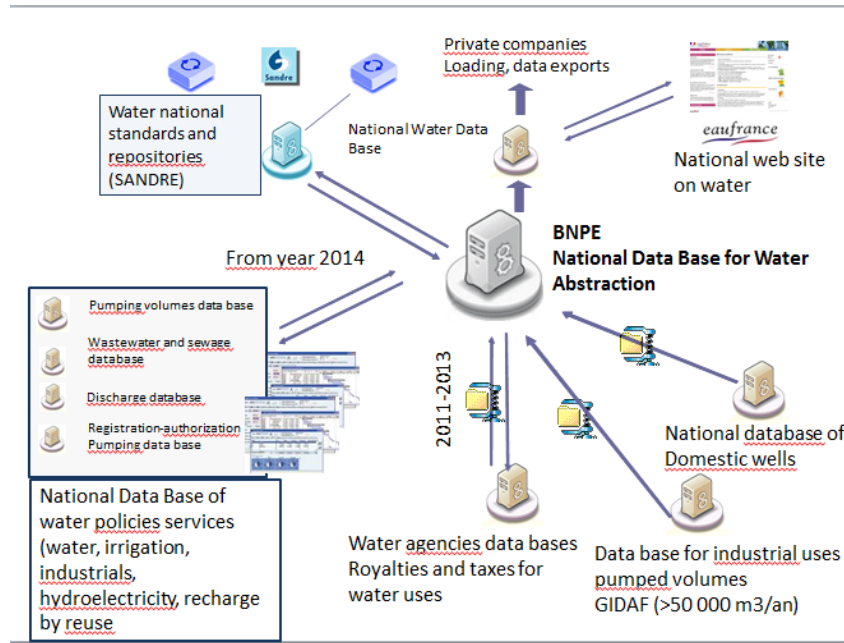 Private companies
Loading, data exports
Sandre
Water national
standards and
repositories
(SANDRE)
National Water Data
Base
eaufrance
National web site
on water
BNPE
National Data Base for Water
Abstraction
From year 2014
Pumping volumes data base
Wastewater and sewage
database
Discharge database
Registration-authorization
Pumping data base
2011-2013
National database of
Domestic wells
National Data Base of
water policies services
(water, irrigation,
industrials,
hydroelectricity, recharge
by reuse
Water agencies data bases
Royalties and taxes for
water uses
Data base for industrial uses
pumped volumes
GIDAF (>50 000 m3/an)